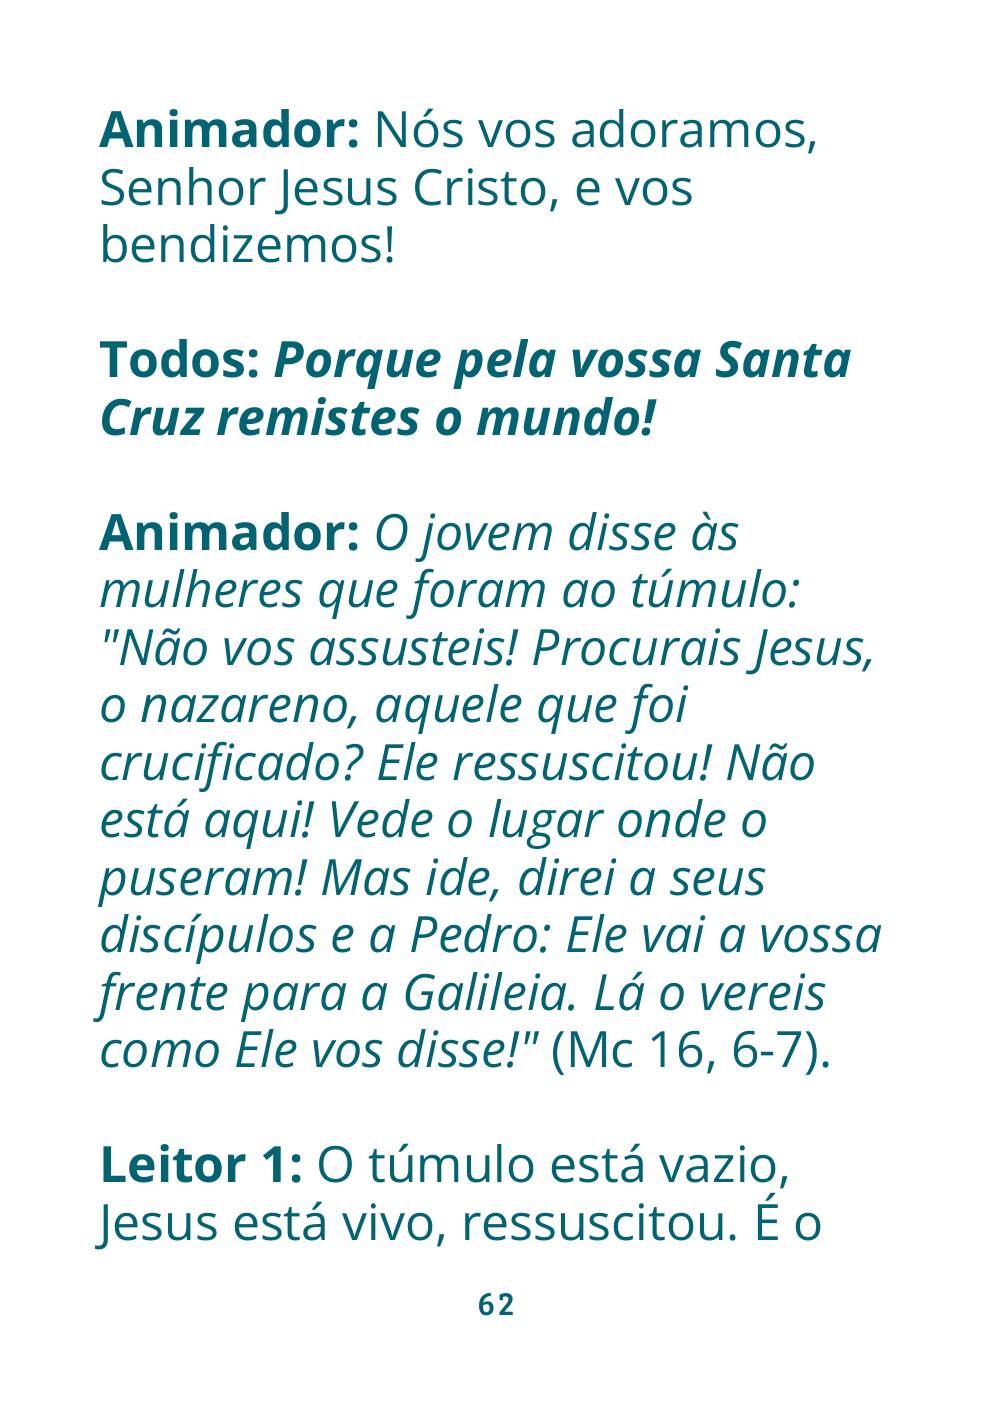 Animador: Nós vos adoramos,
Senhor Jesus Cristo, e vos
bendizemos!
Todos: Porque pela vossa Santa
Cruz remistes o mundo!
Animador: O jovem disse às
mulheres que foram ao túmulo:
"Não vos assusteis! Procurais Jesus,
o nazareno, aquele que foi
crucificado? Ele ressuscitou! Não
está aqui! Vede o lugar onde o
puseram! Mas ide, direi a seus
discípulos e a Pedro: Ele vai a vossa
frente para a Galileia. Lá o vereis
como Ele vos disse!" (Mc 16, 6-7).
Leitor 1: O túmulo está vazio,
Jesus está vivo, ressuscitou. É o
62